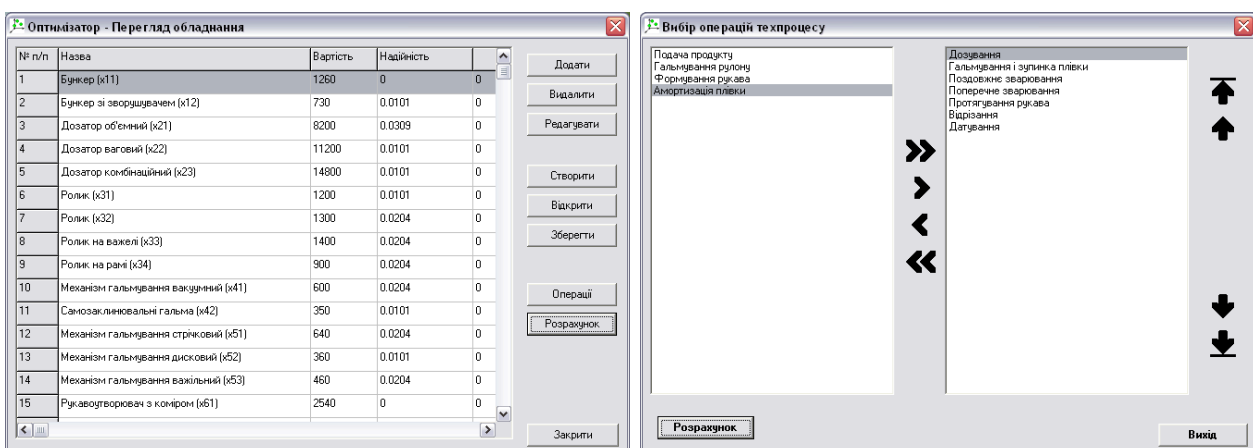 Оптимізатор - Перегляд обладнання
№ п/п Назва Вартість Надійність
1 Бункер (x11) 1260 0 0
2 Бункер зі зворушувачем (x12) 730 0.0101 0
3 Дозатор об'ємний (x21) 8200 0.0309 0
4 Дозатор ваговий (x22) 11200 0.0101 0
5 Дозатор комбінаційний (x23) 14800 0.0101 0
6 Ролик (x31) 1200 0.0101 0
7 Ролик (x32) 1300 0.0204 0
8 Ролик на важелі (x33) 1400 0.0204 0
9 Ролик на рамі (x34) 900 0.0204 0
10 Механізм гальмування вакуумний (x41) 600 0.0204 0
11 Самозаклинювальні гальма (x42) 350 0.0101 0
12 Механізм гальмування стрічковий (x51) 640 0.0204 0
13 Механізм гальмування дисковий (x52) 360 0.0101 0
14 Механізм гальмування важільний (x53) 460 0.0204 0
15 Рукавоутворювач з коміром (x61) 2540 0 0
Додати
Видалити
Редагувати
Створити
Відкрити
Зберегти
Операції
Розрахунок
Закрити
Вибір операцій техпроцесу
Подача продукту
Гальмування рулону
Формування рукава
Амортизація плівки
Дозування
Гальмування і зупинка плівки
Поздовжнє зварювання
Поперечне зварювання
Протягування рукава
Відрізання
Датування
Розрахунок
Вихід